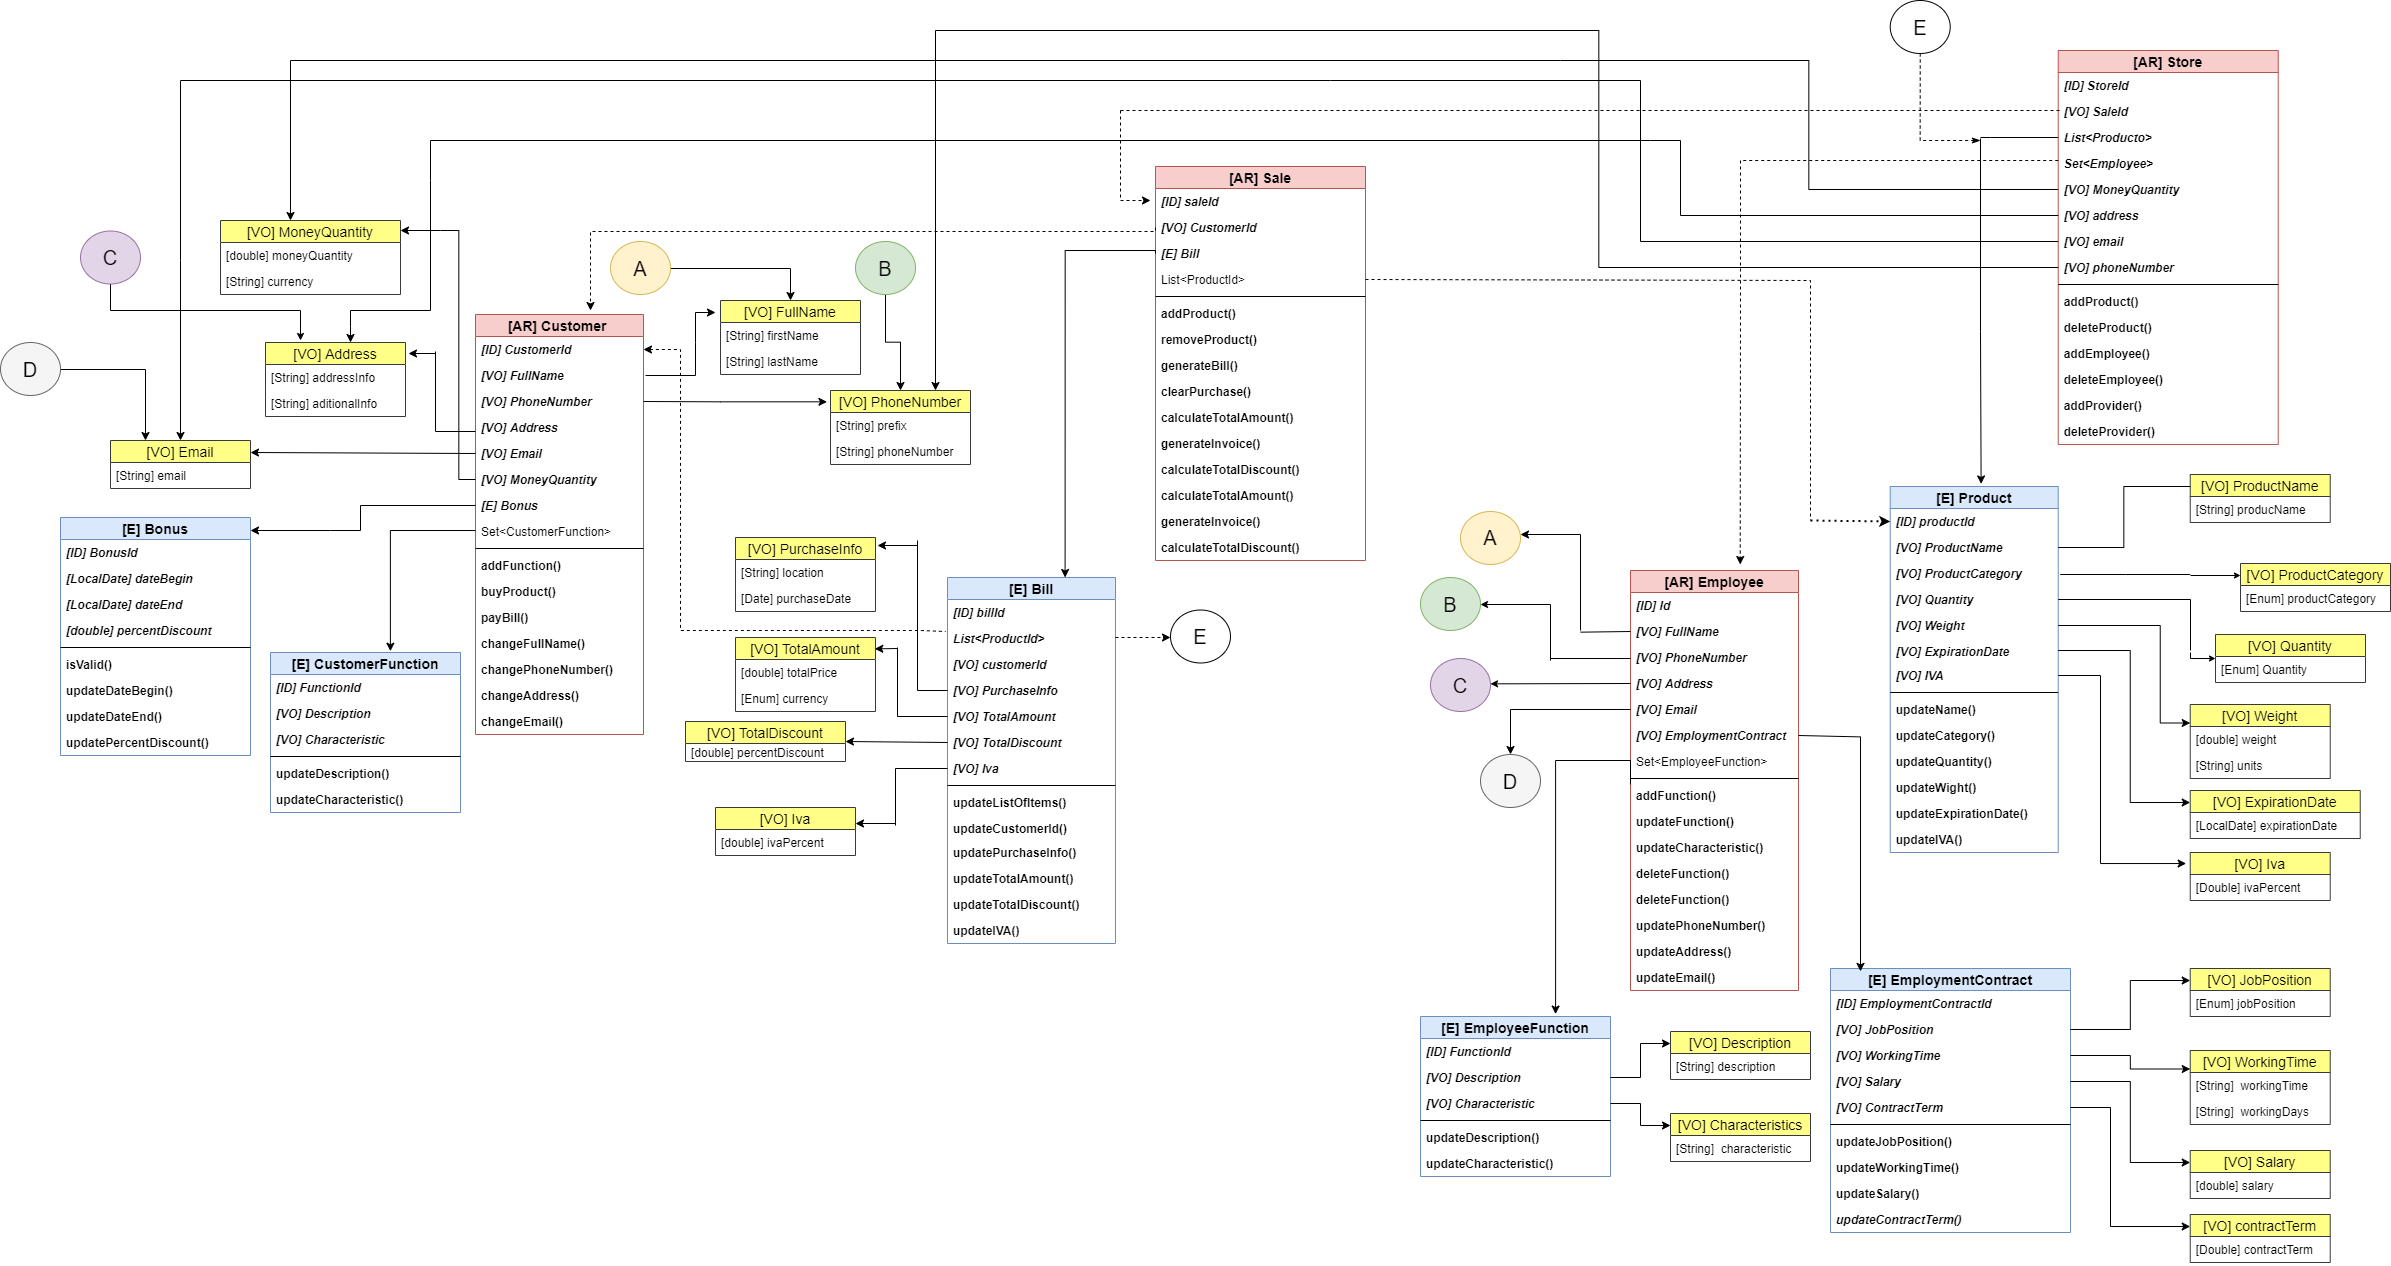 E
[AR] Store
[ID] StoreId
[VO] SaleId
List<Producto>
Set<Employee>
[VO] MoneyQuantity
[VO] address
[VO] email
[VO] phoneNumber
addProduct()
deleteProduct()
addEmployee()
deleteEmployee()
addProvider()
deleteProvider()
[AR] Sale
[ID] saleId
[VO] CustomerId
[E] Bill
List<ProductId>
addProduct()
removeProduct()
generateBill()
clearPurchase()
calculateTotalAmount()
generateInvoice()
calculateTotalDiscount()
calculateTotalAmount()
generateInvoice()
calculateTotalDiscount()
C
[VO] MoneyQuantity
[double] moneyQuantity
[String] currency
A
B
[VO] FullName
[String] firstName
[String] lastName
D
[VO] Address
[String] addressInfo
[String] aditionalInfo
[VO] PhoneNumber
[String] prefix
[String] phoneNumber
[VO] Email
[String] email
[AR] Customer
[ID] CustomerId
[VO] FullName
[VO] PhoneNumber
[VO] Address
[VO] Email
[VO] MoneyQuantity
[E] Bonus
Set<CustomerFunction>
addFunction()
buyProduct()
payBill()
changeFullName()
changePhoneNumber()
changeAddress()
changeEmail()
[E] Bonus
[ID] BonusId
[LocalDate] dateBegin
[LocalDate] dateEnd
[double] percentDiscount
isValid()
updateDateBegin()
updateDateEnd()
updatePercentDiscount()
[E] CustomerFunction
[ID] FunctionId
[VO] Description
[VO] Characteristic
updateDescription()
updateCharacteristic()
[VO] PurchaseInfo
[String] location
[Date] purchaseDate
[VO] TotalAmount
[double] totalPrice
[Enum] currency
[VO] TotalDiscount
[double] percentDiscount
[VO] Iva
[double] ivaPercent
[E] Bill
[ID] billId
List<ProductId>
[VO] customerId
[VO] PurchaseInfo
[VO] TotalAmount
[VO] TotalDiscount
[VO] Iva
updateListOfItems()
updateCustomerId()
updatePurchaseInfo()
updateTotalAmount()
updateTotalDiscount()
updateIVA()
E
A
B
C
D
[AR] Employee
[ID] Id
[VO] FullName
[VO] PhoneNumber
[VO] Address
[VO] Email
[VO] EmploymentContract
Set<EmployeeFunction>
addFunction()
updateFunction()
updateCharacteristic()
deleteFunction()
deleteFunction()
updatePhoneNumber()
updateAddress()
updateEmail()
[E] Product
[ID] productId
[VO] ProductName
[VO] ProductCategory
[VO] Quantity
[VO] Weight
[VO] ExpirationDate
[VO] IVA
updateName()
updateCategory()
updateQuantity()
updateWight()
updateExpirationDate()
updateIVA()
[VO] ProductName
[String] producName
[VO] ProductCategory
[Enum] productCategory
[VO] Quantity
[Enum] Quantity
[VO] Weight
[double] weight
[String] units
[VO] ExpirationDate
[LocalDate] expirationDate
[VO] Iva
[Double] ivaPercent
[E] EmployeeFunction
[ID] FunctionId
[VO] Description
[VO] Characteristic
updateDescription()
updateCharacteristic()
[VO] Description
[String] description
[VO] Characteristics
[String]  characteristic
[E] EmploymentContract
[ID] EmploymentContractId
[VO] JobPosition
[VO] WorkingTime
[VO] Salary
[VO] ContractTerm
updateJobPosition()
updateWorkingTime()
updateSalary()
updateContractTerm()
[VO] JobPosition
[Enum] jobPosition
[VO] WorkingTime
[String]  workingTime
[String]  workingDays
[VO] Salary
[double] salary
[VO] contractTerm
[Double] contractTerm